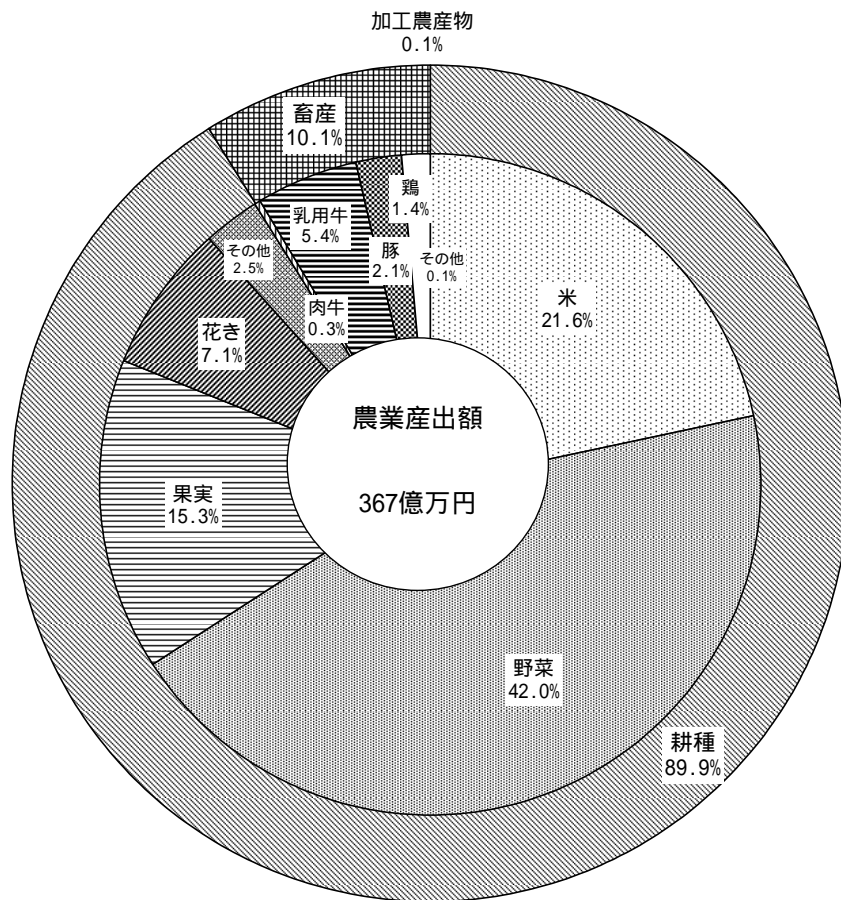 加工農産物
0.1%
畜産
10.1%
鶏
1.4%
乳用牛
5.4%
豚
2.1%
その他
0.1%
その他
2.5%
肉牛
0.3%
米
21.6%
花き
7.1%
農業産出額
367億万円
果実
15.3%
野菜
42.0%
耕種
89.9%